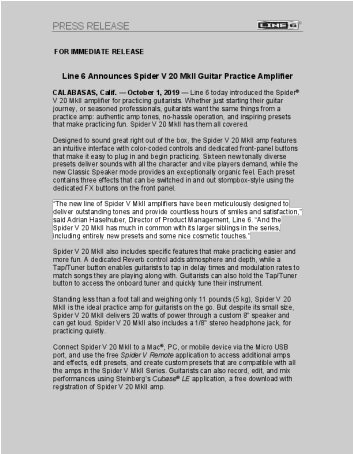 PRESS RELEASE
LINE 6
FOR IMMEDIATE RELEASE
Line 6 Announces Spider V 20 MkII Guitar Practice Amplifier
CALABASAS, Calif. — October 1, 2019 — Line 6 today introduced the Spider®
V 20 MkII amplifier for practicing guitarists. Whether just starting their guitar
journey, or seasoned professionals, guitarists want the same things from a
practice amp: authentic amp tones, no-hassle operation, and inspiring presets
that make practicing fun. Spider V 20 MkII has them all covered.
Designed to sound great right out of the box, the Spider V 20 MkII amp features
an intuitive interface with color-coded controls and dedicated front-panel buttons
that make it easy to plug in and begin practicing. Sixteen new tonally diverse
presets deliver sounds with all the character and vibe players demand, while the
new Classic Speaker mode provides an exceptionally organic feel. Each preset
contains three effects that can be switched in and out stompbox-style using the
dedicated FX buttons on the front panel.
"The new line of Spider V MkII amplifiers have been meticulously designed to
deliver outstanding tones and provide countless hours of smiles and satisfaction,"
said Adrian Haselhuber, Director of Product Management, Line 6. "And the
Spider V 20 MkII has much in common with its larger siblings in the series,
including entirely new presets and some nice cosmetic touches."
Spider V 20 MkII also includes specific features that make practicing easier and
more fun. A dedicated Reverb control adds atmosphere and depth, while a
Tap/Tuner button enables guitarists to tap in delay times and modulation rates to
match songs they are playing along with. Guitarists can also hold the Tap/Tuner
button to access the onboard tuner and quickly tune their instrument.
Standing less than a foot tall and weighing only 11 pounds (5 kg), Spider V 20
MkII is the ideal practice amp for guitarists on the go. But despite its small size,
Spider V 20 MkII delivers 20 watts of power through a custom 8" speaker and
can get loud. Spider V 20 MkII also includes a 1/8" stereo headphone jack, for
practicing quietly.
Connect Spider V 20 MkII to a Mac®, PC, or mobile device via the Micro USB
port, and use the free Spider V Remote application to access additional amps
and effects, edit presets, and create custom presets that are compatible with all
the amps in the Spider V MkII Series. Guitarists can also record, edit, and mix
performances using Steinberg's Cubase® LE application, a free download with
registration of Spider V 20 MkII amp.